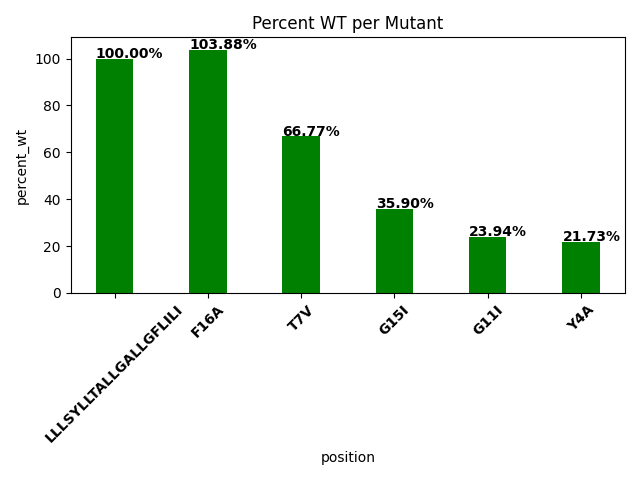 Percent WT per Mutant
percent_wt
100
80
60
40
20
0
100.00%
103.88%
66.77%
35.90%
23.94%
21.73%
LLLSYLLTALLGALLGFLILI
F16A
T7V
G15I
G11I
Y4A
position